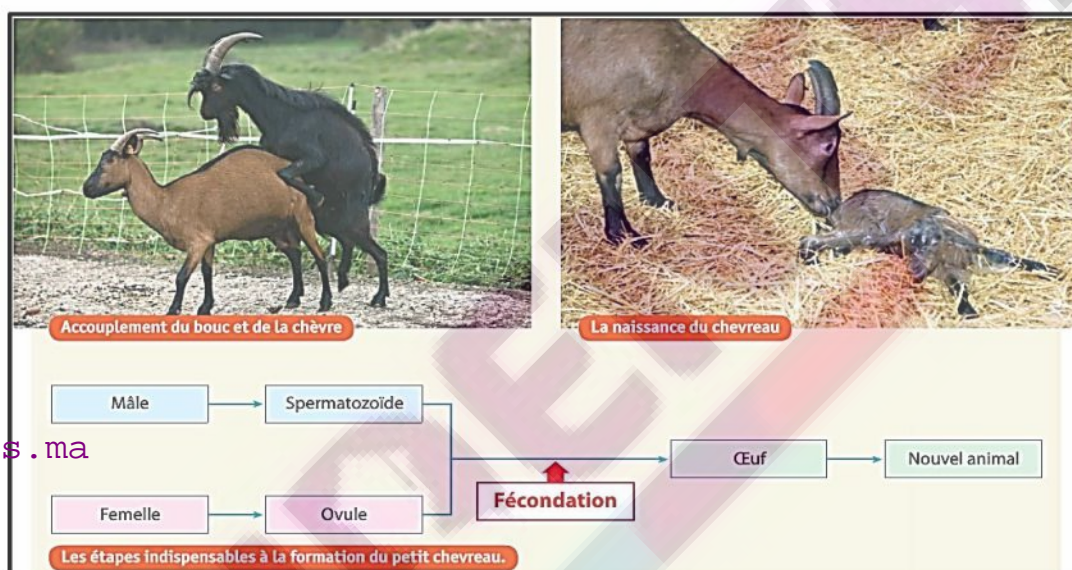 Accouplement du bouc et de la chèvre
La naissance du chevreau
Mâle
Spermatozoïde
s.ma
Œuf
Nouvel animal
Fécondation
Femelle
Ovule
Les étapes indispensables à la formation du petit chevreau.